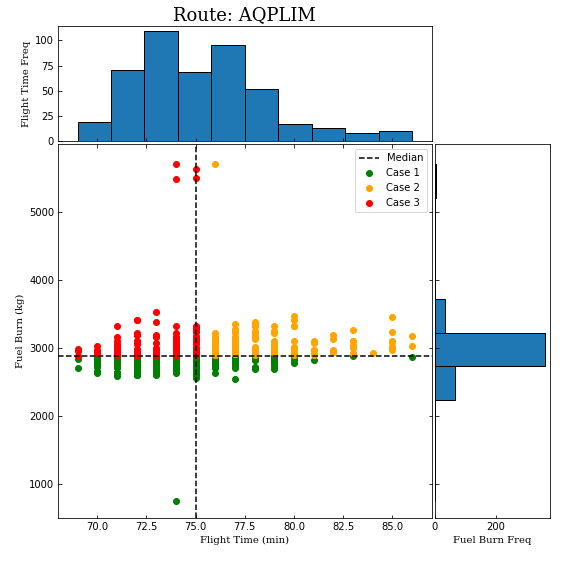 Route: AQPLIM
Flight Time Freq
100
75
50
25
0
Median
Case 1
Case 2
Case 3
Fuel Burn (kg)
5000
4000
3000
2000
1000
70.0 72.5 75.0 77.5 80.0 82.5 85.0
0 200
Flight Time (min)
Fuel Burn Freq